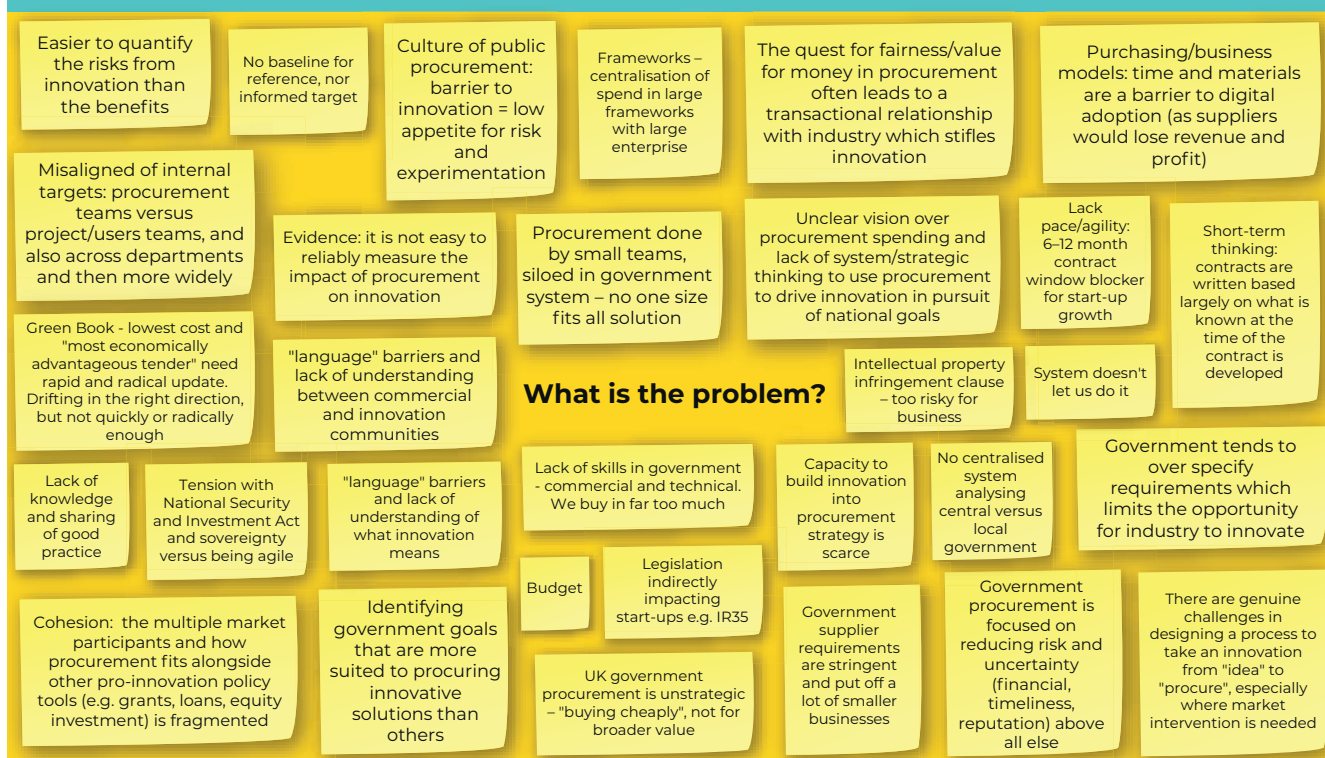 Easier to quantify
the risks from
innovation than
the benefits
No baseline for
reference, nor
informed target
Culture of public
procurement:
barrier to
innovation = low
appetite for risk
and
experimentation
Frameworks –
centralisation of
spend in large
frameworks
with large
enterprise
The quest for fairness/value
for money in procurement
often leads to a
transactional relationship
with industry which stifles
innovation
Purchasing/business
models: time and materials
are a barrier to digital
adoption (as suppliers
would lose revenue and
profit)
Misaligned of internal
targets: procurement
teams versus
project/users teams, and
also across departments
and then more widely
Evidence: it is not easy to
reliably measure the
impact of procurement
on innovation
Procurement done
by small teams,
siloed in government
system – no one size
fits all solution
Unclear vision over
procurement spending and
lack of system/strategic
thinking to use procurement
to drive innovation in pursuit
of national goals
Lack
pace/agility:
6–12 month
contract
window blocker
for start-up
growth
Short-term
thinking:
contracts are
written based
largely on what is
known at the
time of the
contract is
developed
Green Book - lowest cost and
"most economically
advantageous tender" need
rapid and radical update.
Drifting in the right direction,
but not quickly or radically
enough
"language" barriers and
lack of understanding
between commercial
and innovation
communities
What is the problem?
Intellectual property
infringement clause
– too risky for
business
System doesn't
let us do it
Lack of
knowledge
and sharing
of good
practice
Tension with
National Security
and Investment Act
and sovereignty
versus being agile
"language" barriers
and lack of
understanding of
what innovation
means
Lack of skills in government
- commercial and technical.
We buy in far too much
Capacity to
build innovation
into
procurement
strategy is
scarce
No centralised
system
analysing
central versus
local
government
Government tends to
over specify
requirements which
limits the opportunity
for industry to innovate
Cohesion: the multiple market
participants and how
procurement fits alongside
other pro-innovation policy
tools (e.g. grants, loans, equity
investment) is fragmented
Identifying
government goals
that are more
suited to procuring
innovative
solutions than
others
Budget
Legislation
indirectly
impacting
start-ups e.g. IR35
UK government
procurement is unstrategic
– "buying cheaply", not for
broader value
Government
supplier
requirements
are stringent
and put off a
lot of smaller
businesses
Government
procurement is
focused on
reducing risk and
uncertainty
(financial,
timeliness,
reputation) above
all else
There are genuine
challenges in
designing a process to
take an innovation
from "idea" to
"procure", especially
where market
intervention is needed